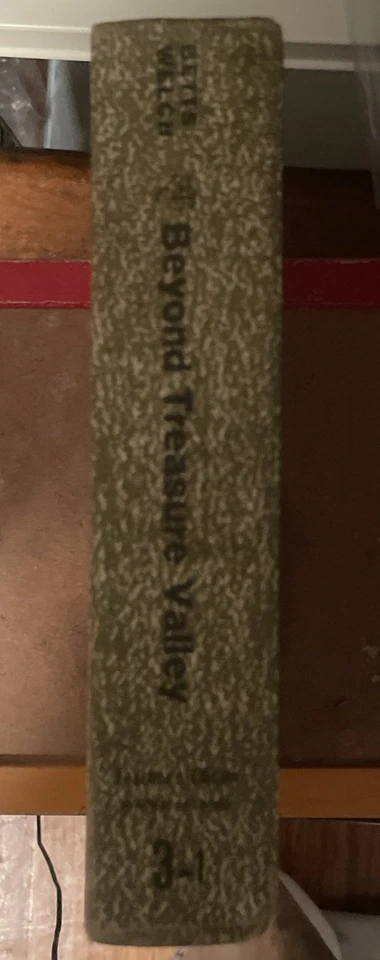 BETTS
WELCH
Beyond Treasure Valley
3-1